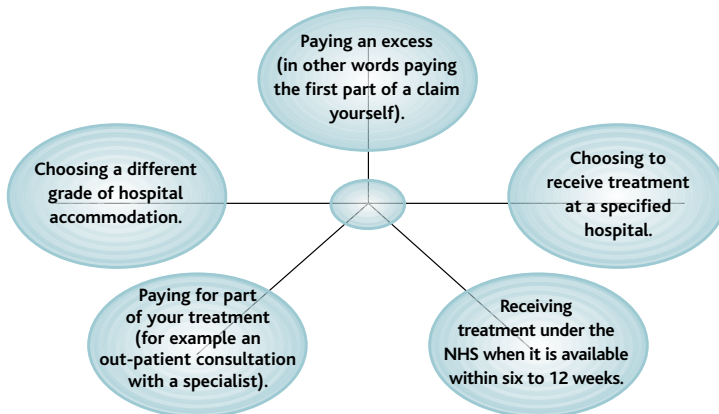 Paying an excess
(in other words paying
the first part of a claim
yourself).
Choosing a different
grade of hospital
accommodation.
Choosing to
receive treatment
at a specified
hospital.
Paying for part
of your treatment
(for example an
out-patient consultation
with a specialist).
Receiving
treatment under the
NHS when it is available
within six to 12 weeks.